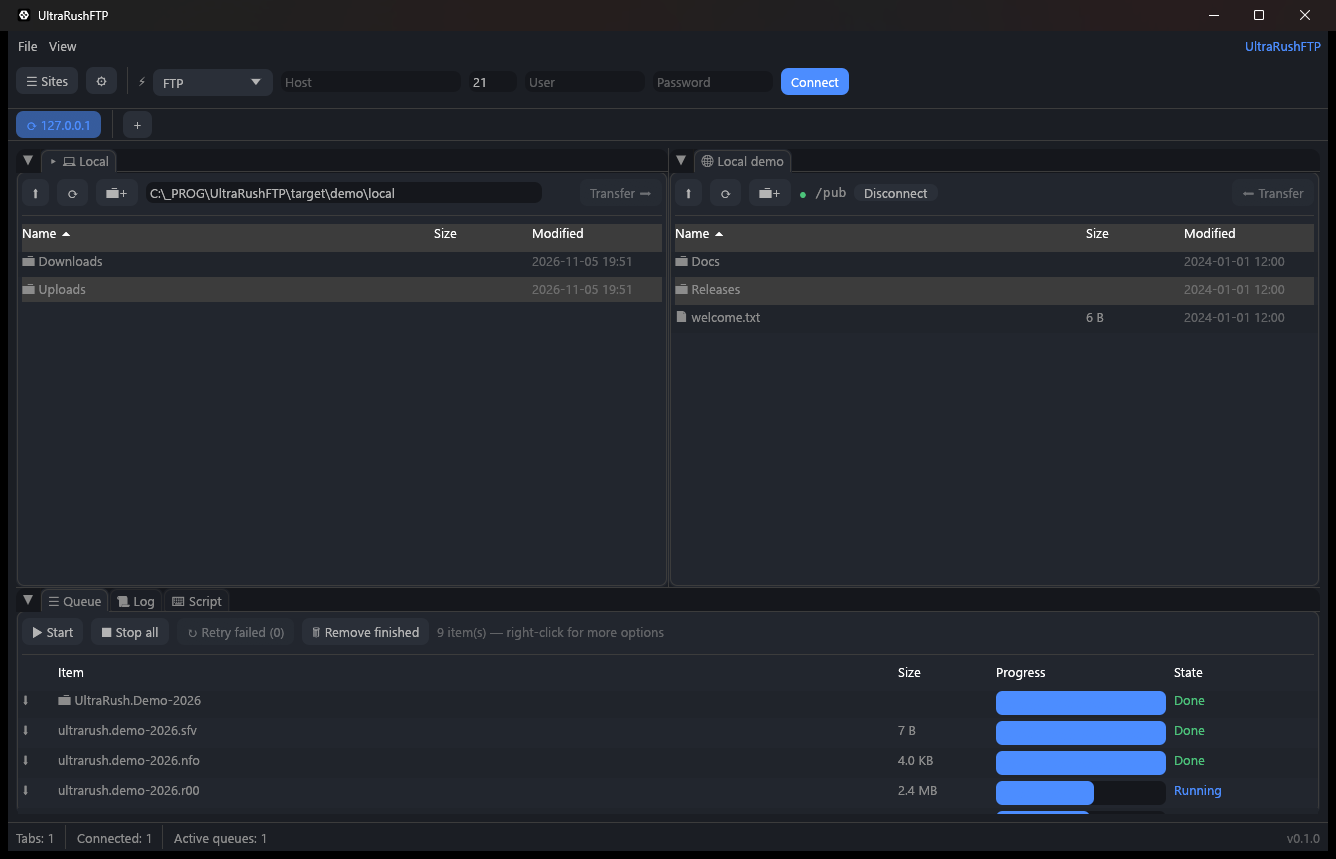 UltraRushFTP
File View UltraRushFTP
Sites FTP Host 21 User Password Connect
127.0.0.1 +
Local
C:\_PROG\UltraRushFTP\target\demo\local Transfer
Name Size Modified
Downloads 2026-11-05 19:51
Uploads 2026-11-05 19:51
Local demo
/pub Disconnect Transfer
Name Size Modified
Docs 2024-01-01 12:00
Releases 2024-01-01 12:00
welcome.txt 6 B 2024-01-01 12:00
Queue Log Script
Start Stop all Retry failed (0) Remove finished 9 item(s) — right-click for more options
Item Size Progress State
UltraRush.Demo-2026 Done
ultrarush.demo-2026.sfv 7 B Done
ultrarush.demo-2026.nfo 4.0 KB Done
ultrarush.demo-2026.r00 2.4 MB Running
Tabs: 1 Connected: 1 Active queues: 1 v0.1.0